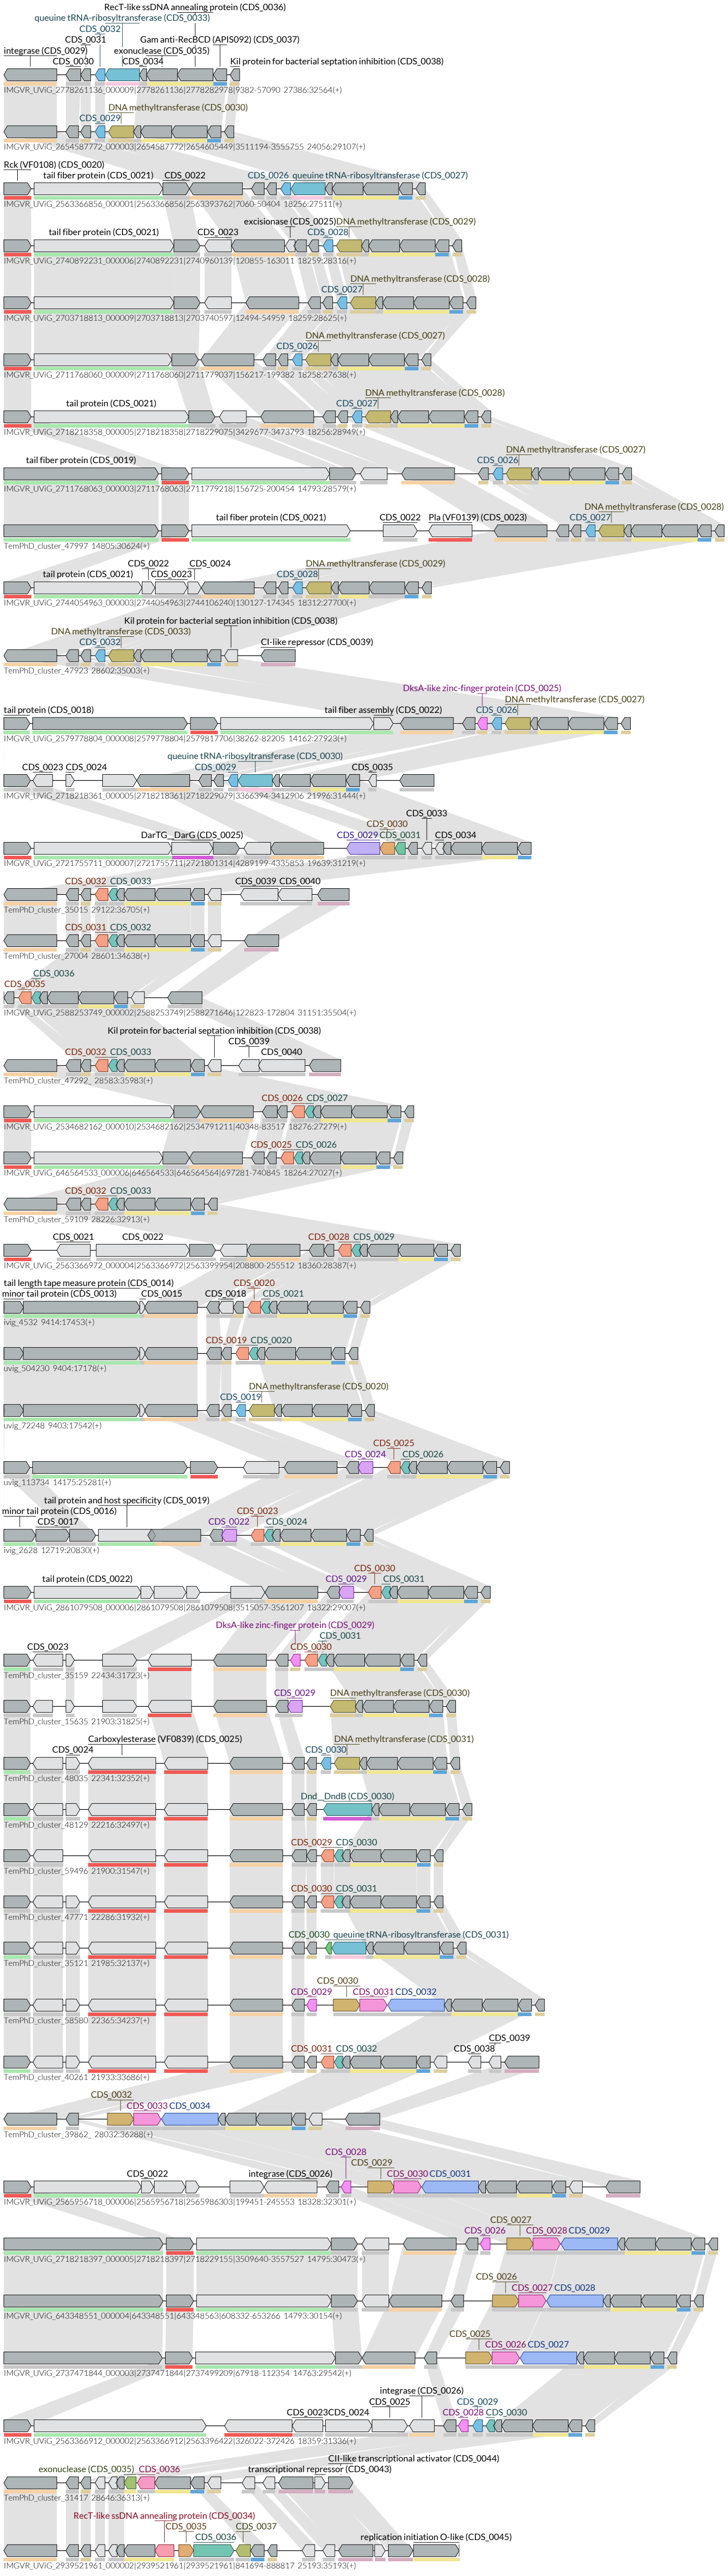 RecT-like ssDNA annealing protein (CDS_0036)
queuine tRNA-ribosyltransferase (CDS_0033)
CDS_0032
CDS_0031 Gam anti-RecBCD (APIS092) (CDS_0037)
integrase (CDS_0029) exonuclease (CDS_0035)
CDS_0030 CDS_0034 Kil protein for bacterial septation inhibition (CDS_0038)
IMGVR_UViG_2778261136_000009|2778261136|2778282978|9382-57090 27386:32564(+)
DNA methyltransferase (CDS_0030)
CDS_0029
IMGVR_UViG_2654587772_000003|2654587772|2654605449|3511194-3555755 24056:29107(+)
Rck (VF0108) (CDS_0020)
tail fiber protein (CDS_0021) CDS_0022 CDS_0026 queuine tRNA-ribosyltransferase (CDS_0027)
IMGVR_UViG_2563366856_000001|2563366856|2563393762|7060-50404 18256:27511(+)
excisionase (CDS_0025) DNA methyltransferase (CDS_0029)
tail fiber protein (CDS_0021) CDS_0023 CDS_0028
IMGVR_UViG_2740892231_000006|2740892231|2740960139|120855-163011 18259:28316(+)
DNA methyltransferase (CDS_0028)
CDS_0027
IMGVR_UViG_2703718813_000009|2703718813|2703740597|12494-54959 18259:28625(+)
DNA methyltransferase (CDS_0027)
CDS_0026
IMGVR_UViG_2711768060_000009|2711768060|2711779037|156217-199382 18258:27638(+)
DNA methyltransferase (CDS_0028)
tail protein (CDS_0021) CDS_0027
IMGVR_UViG_2718218358_000005|2718218358|2718229075|3429677-3473793 18256:28949(+)
DNA methyltransferase (CDS_0027)
tail fiber protein (CDS_0019) CDS_0026
IMGVR_UViG_2711768063_000003|2711768063|2711779218|156725-200454 14793:28579(+)
DNA methyltransferase (CDS_0028)
tail fiber protein (CDS_0021) CDS_0022 Pla (VF0139) (CDS_0023) CDS_0027
TemPhD_cluster_47997 14805:30624(+)
CDS_0022 CDS_0024 DNA methyltransferase (CDS_0029)
tail protein (CDS_0021) CDS_0023 CDS_0028
IMGVR_UViG_2744054963_000003|2744054963|2744106240|130127-174345 18312:27700(+)
Kil protein for bacterial septation inhibition (CDS_0038)
DNA methyltransferase (CDS_0033)
CDS_0032 CI-like repressor (CDS_0039)
TemPhD_cluster_47923 28602:35003(+)
DksA-like zinc-finger protein (CDS_0025)
DNA methyltransferase (CDS_0027)
tail protein (CDS_0018) tail fiber assembly (CDS_0022) CDS_0026
IMGVR_UViG_2579778804_000008|2579778804|2579817706|38262-82205 14162:27923(+)
queuine tRNA-ribosyltransferase (CDS_0030)
CDS_0023 CDS_0024 CDS_0029 CDS_0035
IMGVR_UViG_2718218361_000007|2718218361|2718229079|3366394-3412906 21996:31444(+)
CDS_0033
CDS_0030
DarTG__DarG (CDS_0025) CDS_0029 CDS_0031 CDS_0034
IMGVR_UViG_2721755711_000007|2721755711|2721801314|4289199-4335853 19639:31219(+)
CDS_0032 CDS_0033 CDS_0039 CDS_0040
TemPhD_cluster_35015 29122:36705(+)
CDS_0031 CDS_0032
TemPhD_cluster_27004 28601:34638(+)
CDS_0036
CDS_0035
IMGVR_UViG_2588253749_000002|2588253749|2588271646|122823-172804 31151:35504(+)
Kil protein for bacterial septation inhibition (CDS_0038)
CDS_0039
CDS_0032 CDS_0033 CDS_0040
TemPhD_cluster_47292_ 28583:35983(+)
CDS_0026 CDS_0027
IMGVR_UViG_2534682162_000010|2534682162|2534791211|40348-83517 18276:27279(+)
CDS_0025 CDS_0026
IMGVR_UViG_646564533_000006|646564533|646564564|697281-740845 18264:27027(+)
CDS_0032 CDS_0033
TemPhD_cluster_59109 28226:32913(+)
CDS_0021 CDS_0022 CDS_0028 CDS_0029
IMGVR_UViG_2563366972_000004|2563366972|2563399954|208800-255512 18360:28387(+)
tail length tape measure protein (CDS_0014) CDS_0020
minor tail protein (CDS_0013) CDS_0015 CDS_0018 CDS_0021
ivig_4532 9414:17453(+)
CDS_0019 CDS_0020
uvig_504230 9404:17178(+)
DNA methyltransferase (CDS_0020)
CDS_0019
uvig_72248 9403:17542(+)
CDS_0025
CDS_0024 CDS_0026
uvig_113734 14175:25281(+)
tail protein and host specificity (CDS_0019)
minor tail protein (CDS_0016) CDS_0023
CDS_0017 CDS_0022 CDS_0024
ivig_2628 12719:20830(+)
CDS_0030
tail protein (CDS_0022) CDS_0029 CDS_0031
IMGVR_UViG_2861079508_000006|2861079508|2861079508|3515057-3561207 18322:29007(+)
DksA-like zinc-finger protein (CDS_0029)
CDS_0031
CDS_0023 CDS_0030
TemPhD_cluster_35159 22434:31723(+)
CDS_0029 DNA methyltransferase (CDS_0030)
TemPhD_cluster_15635 21903:31825(+)
Carboxylesterase (VF0839) (CDS_0025) DNA methyltransferase (CDS_0031)
CDS_0024 CDS_0030
TemPhD_cluster_48035 22341:32352(+)
Dnd__DndB (CDS_0030)
TemPhD_cluster_48129 22216:32497(+)
CDS_0029 CDS_0030
TemPhD_cluster_59496 21900:31547(+)
CDS_0030 CDS_0031
TemPhD_cluster_47771 22286:31932(+)
CDS_0030 queuine tRNA-ribosyltransferase (CDS_0031)
TemPhD_cluster_35121 21985:32137(+)
CDS_0030
CDS_0029 CDS_0031 CDS_0032
TemPhD_cluster_58580 22365:34237(+)
CDS_0039
CDS_0031 CDS_0032 CDS_0038
TemPhD_cluster_40261 21933:33686(+)
CDS_0032
CDS_0033 CDS_0034
TemPhD_cluster_39862_ 28032:36288(+)
CDS_0028
CDS_0029
CDS_0022 integrase (CDS_0026) CDS_0030 CDS_0031
IMGVR_UViG_2565956718_000006|2565956718|2565986303|199451-245553 18328:32301(+)
CDS_0027
CDS_0026 CDS_0028 CDS_0029
IMGVR_UViG_2718218397_000005|2718218397|2718229155|3509640-3557527 14795:30473(+)
CDS_0026
CDS_0027 CDS_0028
IMGVR_UViG_643348551_000004|643348551|643348563|608332-653266 14793:30154(+)
CDS_0025
CDS_0026 CDS_0027
IMGVR_UViG_2737471844_000003|2737471844|2737499209|67918-112354 14763:29542(+)
integrase (CDS_0026)
CDS_0025 CDS_0029
CDS_0023 CDS_0024 CDS_0028 CDS_0030
IMGVR_UViG_2563366912_000002|2563366912|2563396422|326022-372426 18359:31336(+)
CII-like transcriptional activator (CDS_0044)
exonuclease (CDS_0035) CDS_0036 transcriptional repressor (CDS_0043)
TemPhD_cluster_31417 28646:36313(+)
RecT-like ssDNA annealing protein (CDS_0034)
CDS_0035 CDS_0037
CDS_0036 replication initiation O-like (CDS_0045)
IMGVR_UViG_2939521961_000002|2939521961|2939521961|841694-888817 25193:35193(+)